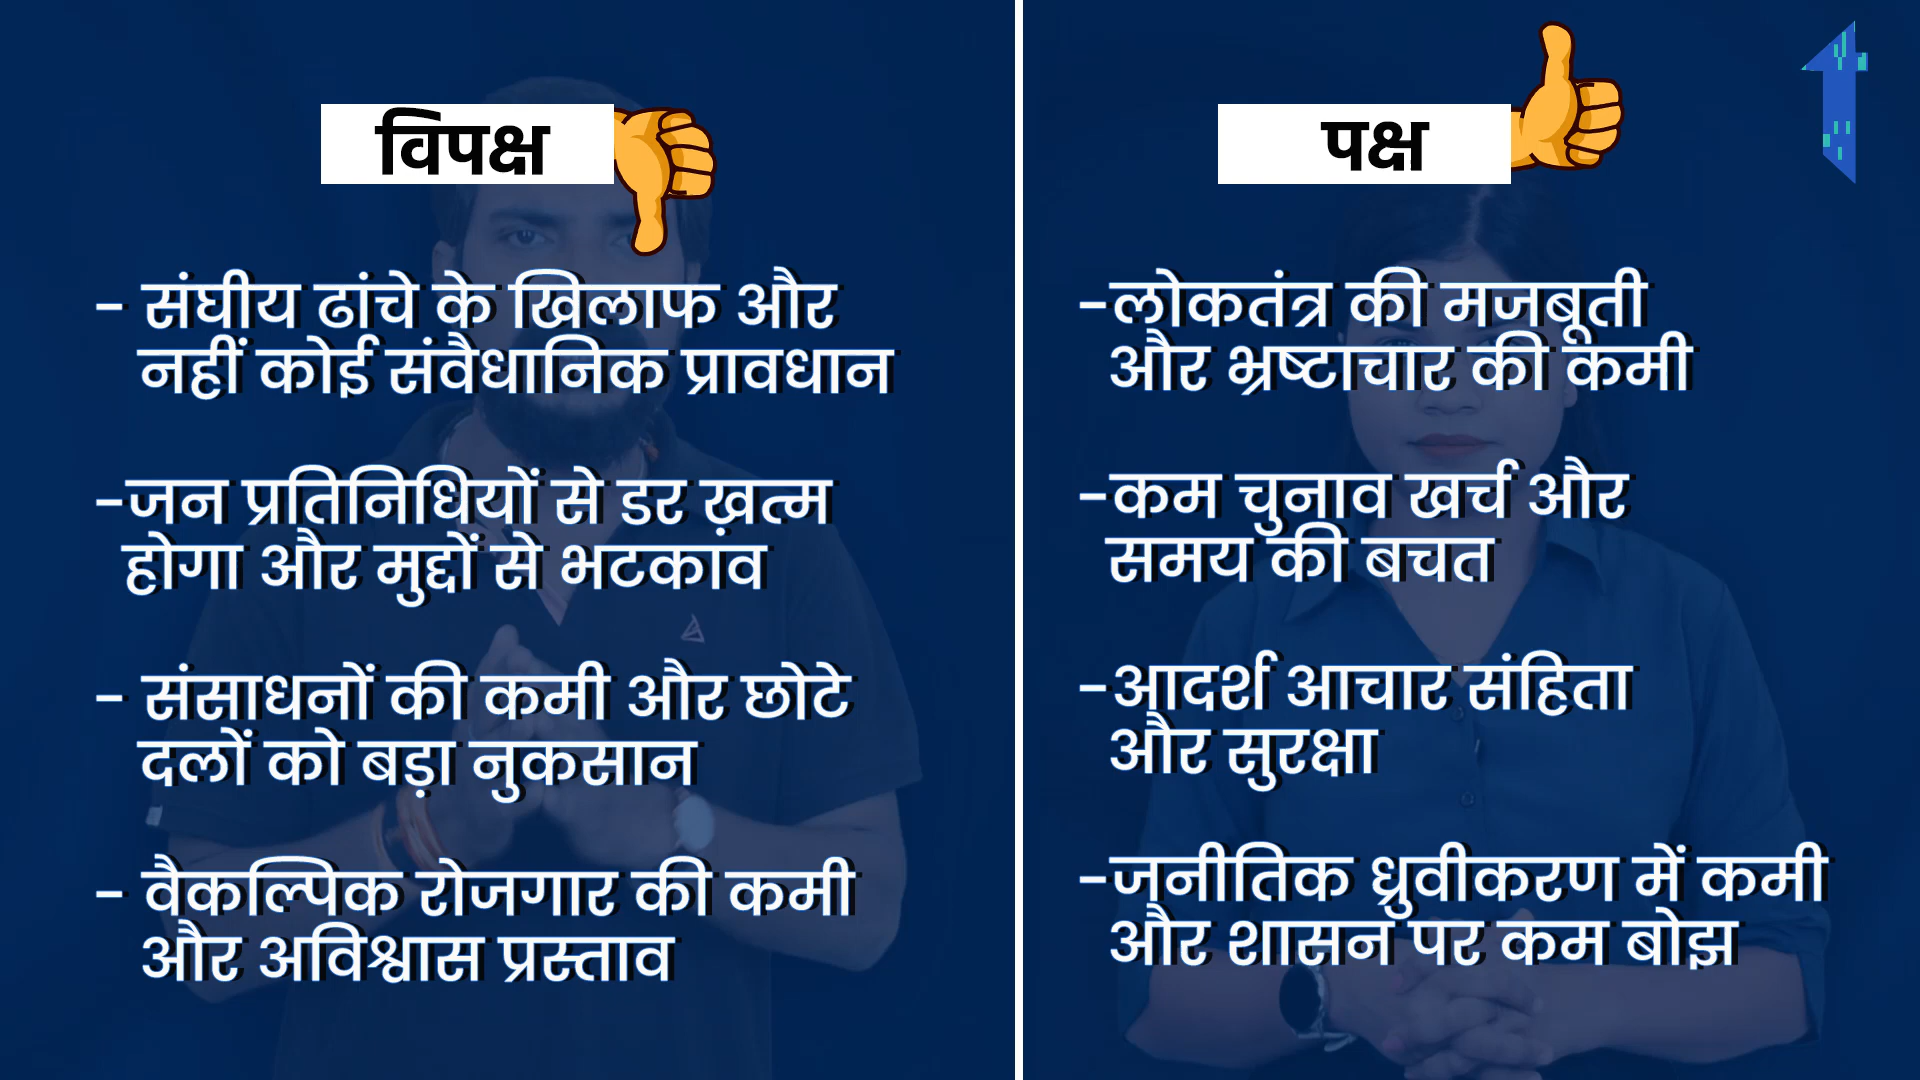 विपक्ष
- संघीय ढांचे के खिलाफ और
नहीं कोई संवैधानिक प्रावधान
-जन प्रतिनिधियों से डर ख़त्म
होगा और मुद्दों से भटकाव
- संसाधनों की कमी और छोटे
दलों को बड़ा नुकसान
- वैकल्पिक रोजगार की कमी
और अविश्वास प्रस्ताव
पक्ष
-लोकतंत्र की मजबूती
और भ्रष्टाचार की कमी
-कम चुनाव खर्च और
समय की बचत
-आदर्श आचार संहिता
और सुरक्षा
-जनीतिक ध्रुवीकरण में कमी
और शासन पर कम बोझ